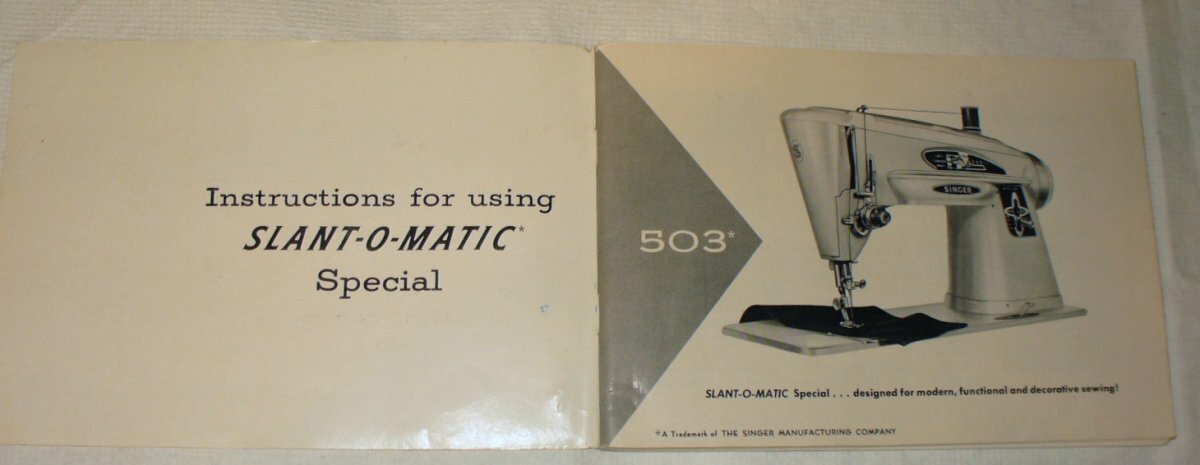 Instructions for using
SLANT-O-MATIC*
Special
503*
S
SINGER
SLANT-O-MATIC Special . . . designed for modern, functional and decorative sewing!
*A Trademark of THE SINGER MANUFACTURING COMPANY